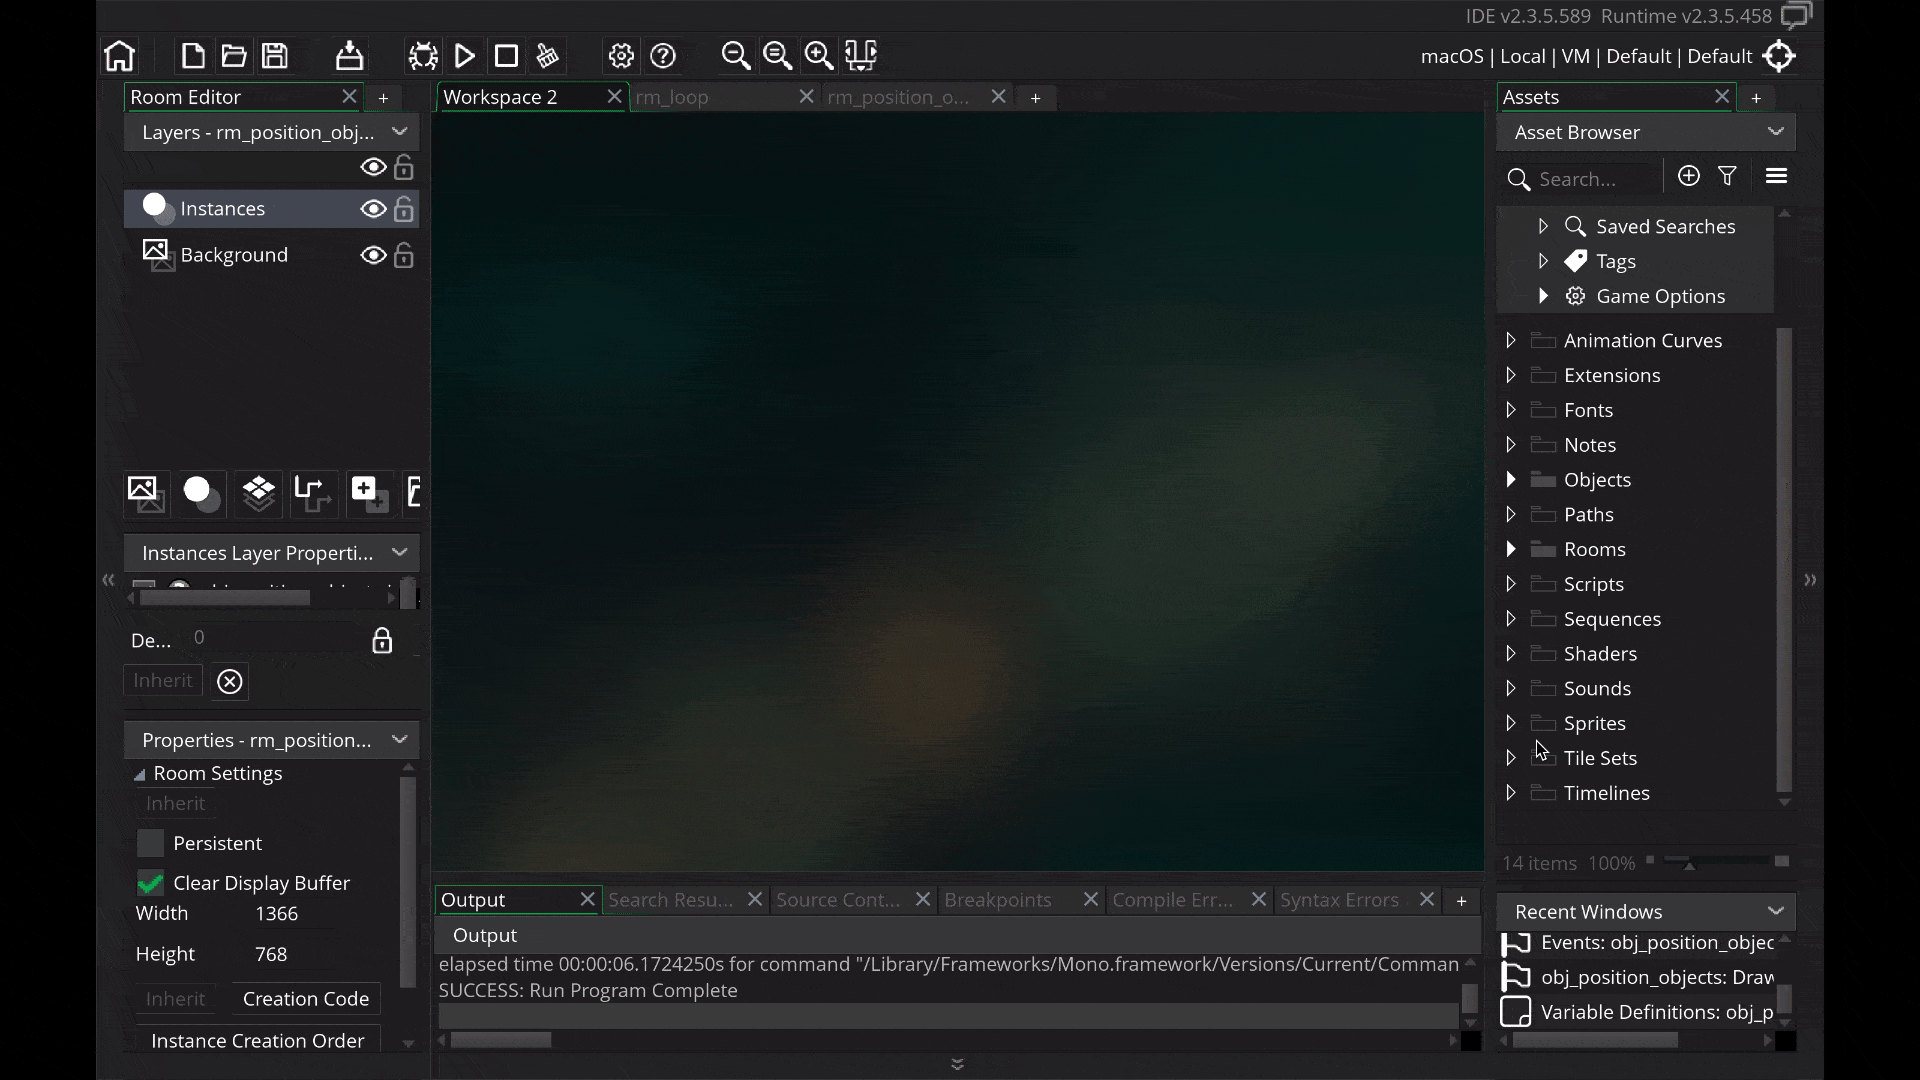 IDE v2.3.5.589 Runtime v2.3.5.458
macOS | Local | VM | Default | Default
Room Editor
Layers - rm_position_obj...
Instances
Background
Instances Layer Properti...
De... 0
Inherit
Properties - rm_position...
Room Settings
Inherit
Persistent
Clear Display Buffer
Width 1366
Height 768
Inherit Creation Code
Instance Creation Order
Workspace 2 rm_loop rm_position_o...
Output Search Resu... Source Cont... Breakpoints Compile Err... Syntax Errors
Output
elapsed time 00:00:06.1724250s for command "/Library/Frameworks/Mono.framework/Versions/Current/Comman
SUCCESS: Run Program Complete
Assets
Asset Browser
Search...
Saved Searches
Tags
Game Options
Animation Curves
Extensions
Fonts
Notes
Objects
Paths
Rooms
Scripts
Sequences
Shaders
Sounds
Sprites
Tile Sets
Timelines
14 items 100%
Recent Windows
Events: obj_position_objec
obj_position_objects: Draw
Variable Definitions: obj_p